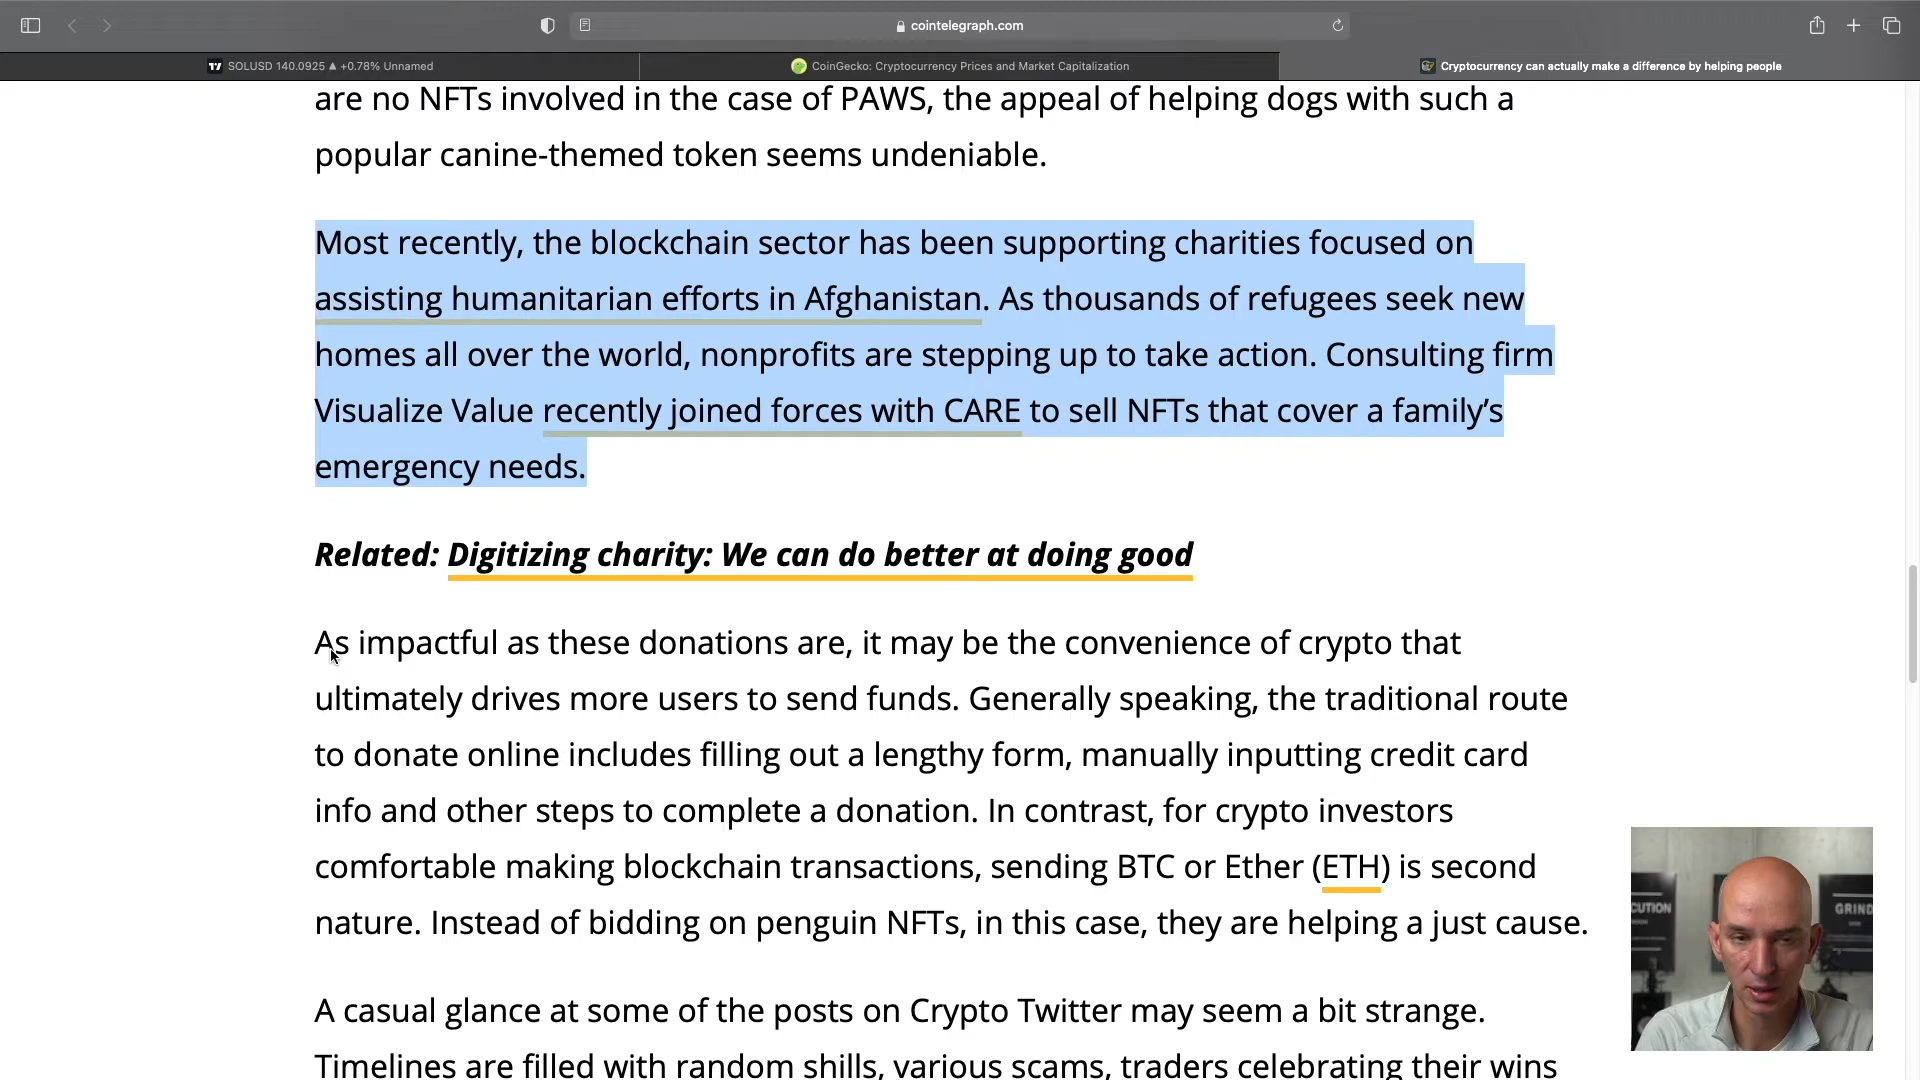 cointelegraph.com
SOLUSD 140.0925 ▲ +0.78% Unnamed
CoinGecko: Cryptocurrency Prices and Market Capitalization
Cryptocurrency can actually make a difference by helping people
are no NFTs involved in the case of PAWS, the appeal of helping dogs with such a
popular canine-themed token seems undeniable.
Most recently, the blockchain sector has been supporting charities focused on
assisting humanitarian efforts in Afghanistan. As thousands of refugees seek new
homes all over the world, nonprofits are stepping up to take action. Consulting firm
Visualize Value recently joined forces with CARE to sell NFTs that cover a family’s
emergency needs.
Related: Digitizing charity: We can do better at doing good
As impactful as these donations are, it may be the convenience of crypto that
ultimately drives more users to send funds. Generally speaking, the traditional route
to donate online includes filling out a lengthy form, manually inputting credit card
info and other steps to complete a donation. In contrast, for crypto investors
comfortable making blockchain transactions, sending BTC or Ether (ETH) is second
nature. Instead of bidding on penguin NFTs, in this case, they are helping a just cause.
A casual glance at some of the posts on Crypto Twitter may seem a bit strange.
Timelines are filled with random shills, various scams, traders celebrating their wins
CUTION
GRIND